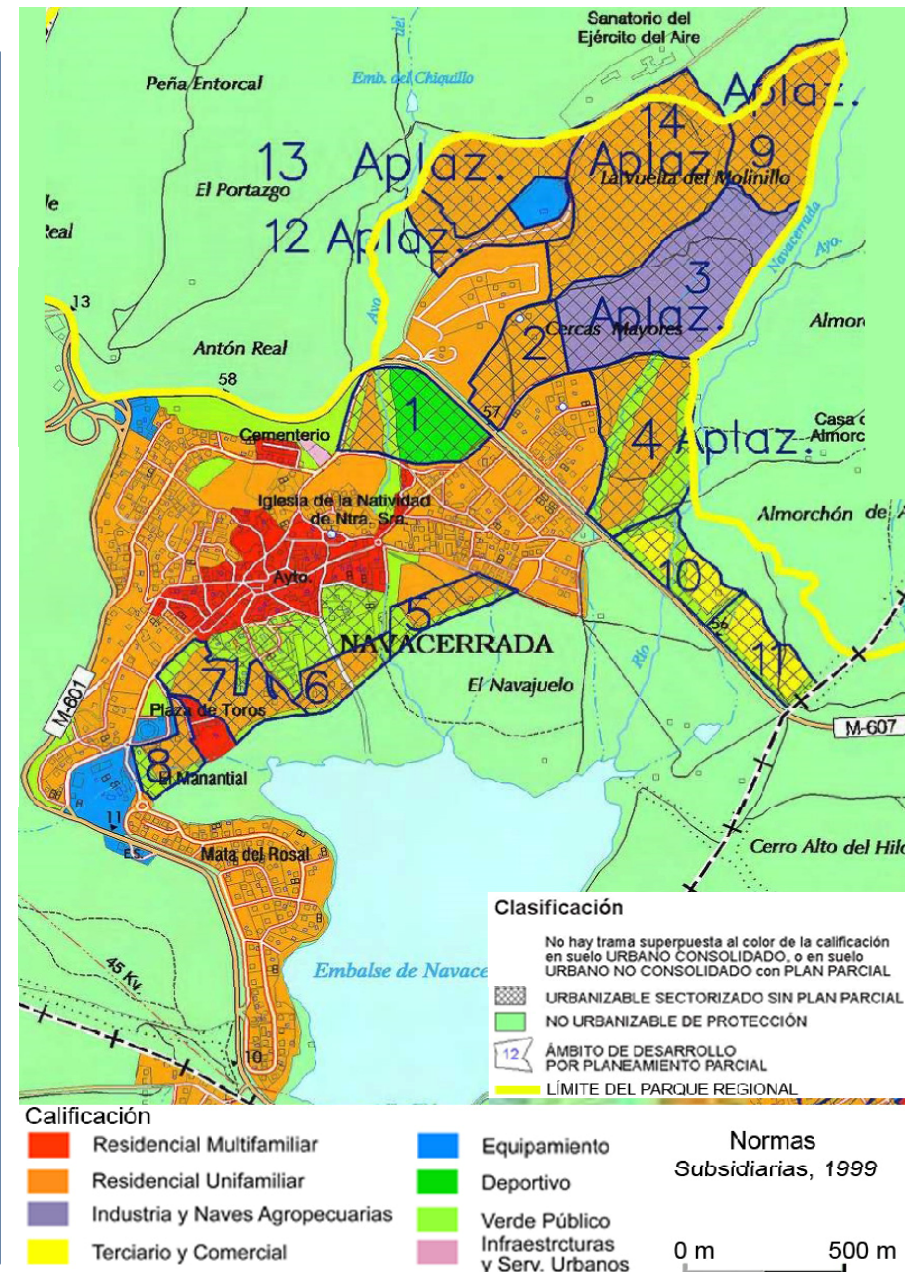 Sanatorio del
Ejército del Aire
del
Peña Entorcal
Emb. del Chiquillo
Aplaz.
14
13 Aplaz.
Aplaz.
9
La Vuelta del Molinillo
El Portazgo
12 Aplaz.
Navacerrada
Ayo.
3
Aplaz.
13
Ayo
Cercas Mayores
2
Antón Real
58
57
1
Cementerio
4 Aplaz.
Iglesia de la Natividad
de Ntra. Sra.
Almorchón de
Ayto.
10
5
56
11
NAVACERRADA
Río
7
6
El Navajuelo
Plaza de Toros
M-601
M-607
8
El Manantial
11
E.S.
Mata del Rosal
Cerro Alto del Hilo
45 Kv.
10
Clasificación
No hay trama superpuesta al color de la calificación
en suelo URBANO CONSOLIDADO, o en suelo
URBANO NO CONSOLIDADO con PLAN PARCIAL
URBANIZABLE SECTORIZADO SIN PLAN PARCIAL
NO URBANIZABLE DE PROTECCIÓN
12
ÁMBITO DE DESARROLLO
POR PLANEAMIENTO PARCIAL
LÍMITE DEL PARQUE REGIONAL
Embalse de Navace
Calificación
Residencial Multifamiliar
Residencial Unifamiliar
Industria y Naves Agropecuarias
Terciario y Comercial
Equipamiento
Deportivo
Verde Público
Infraestrcturas
y Serv. Urbanos
Normas
Subsidiarias, 1999
0 m
500 m